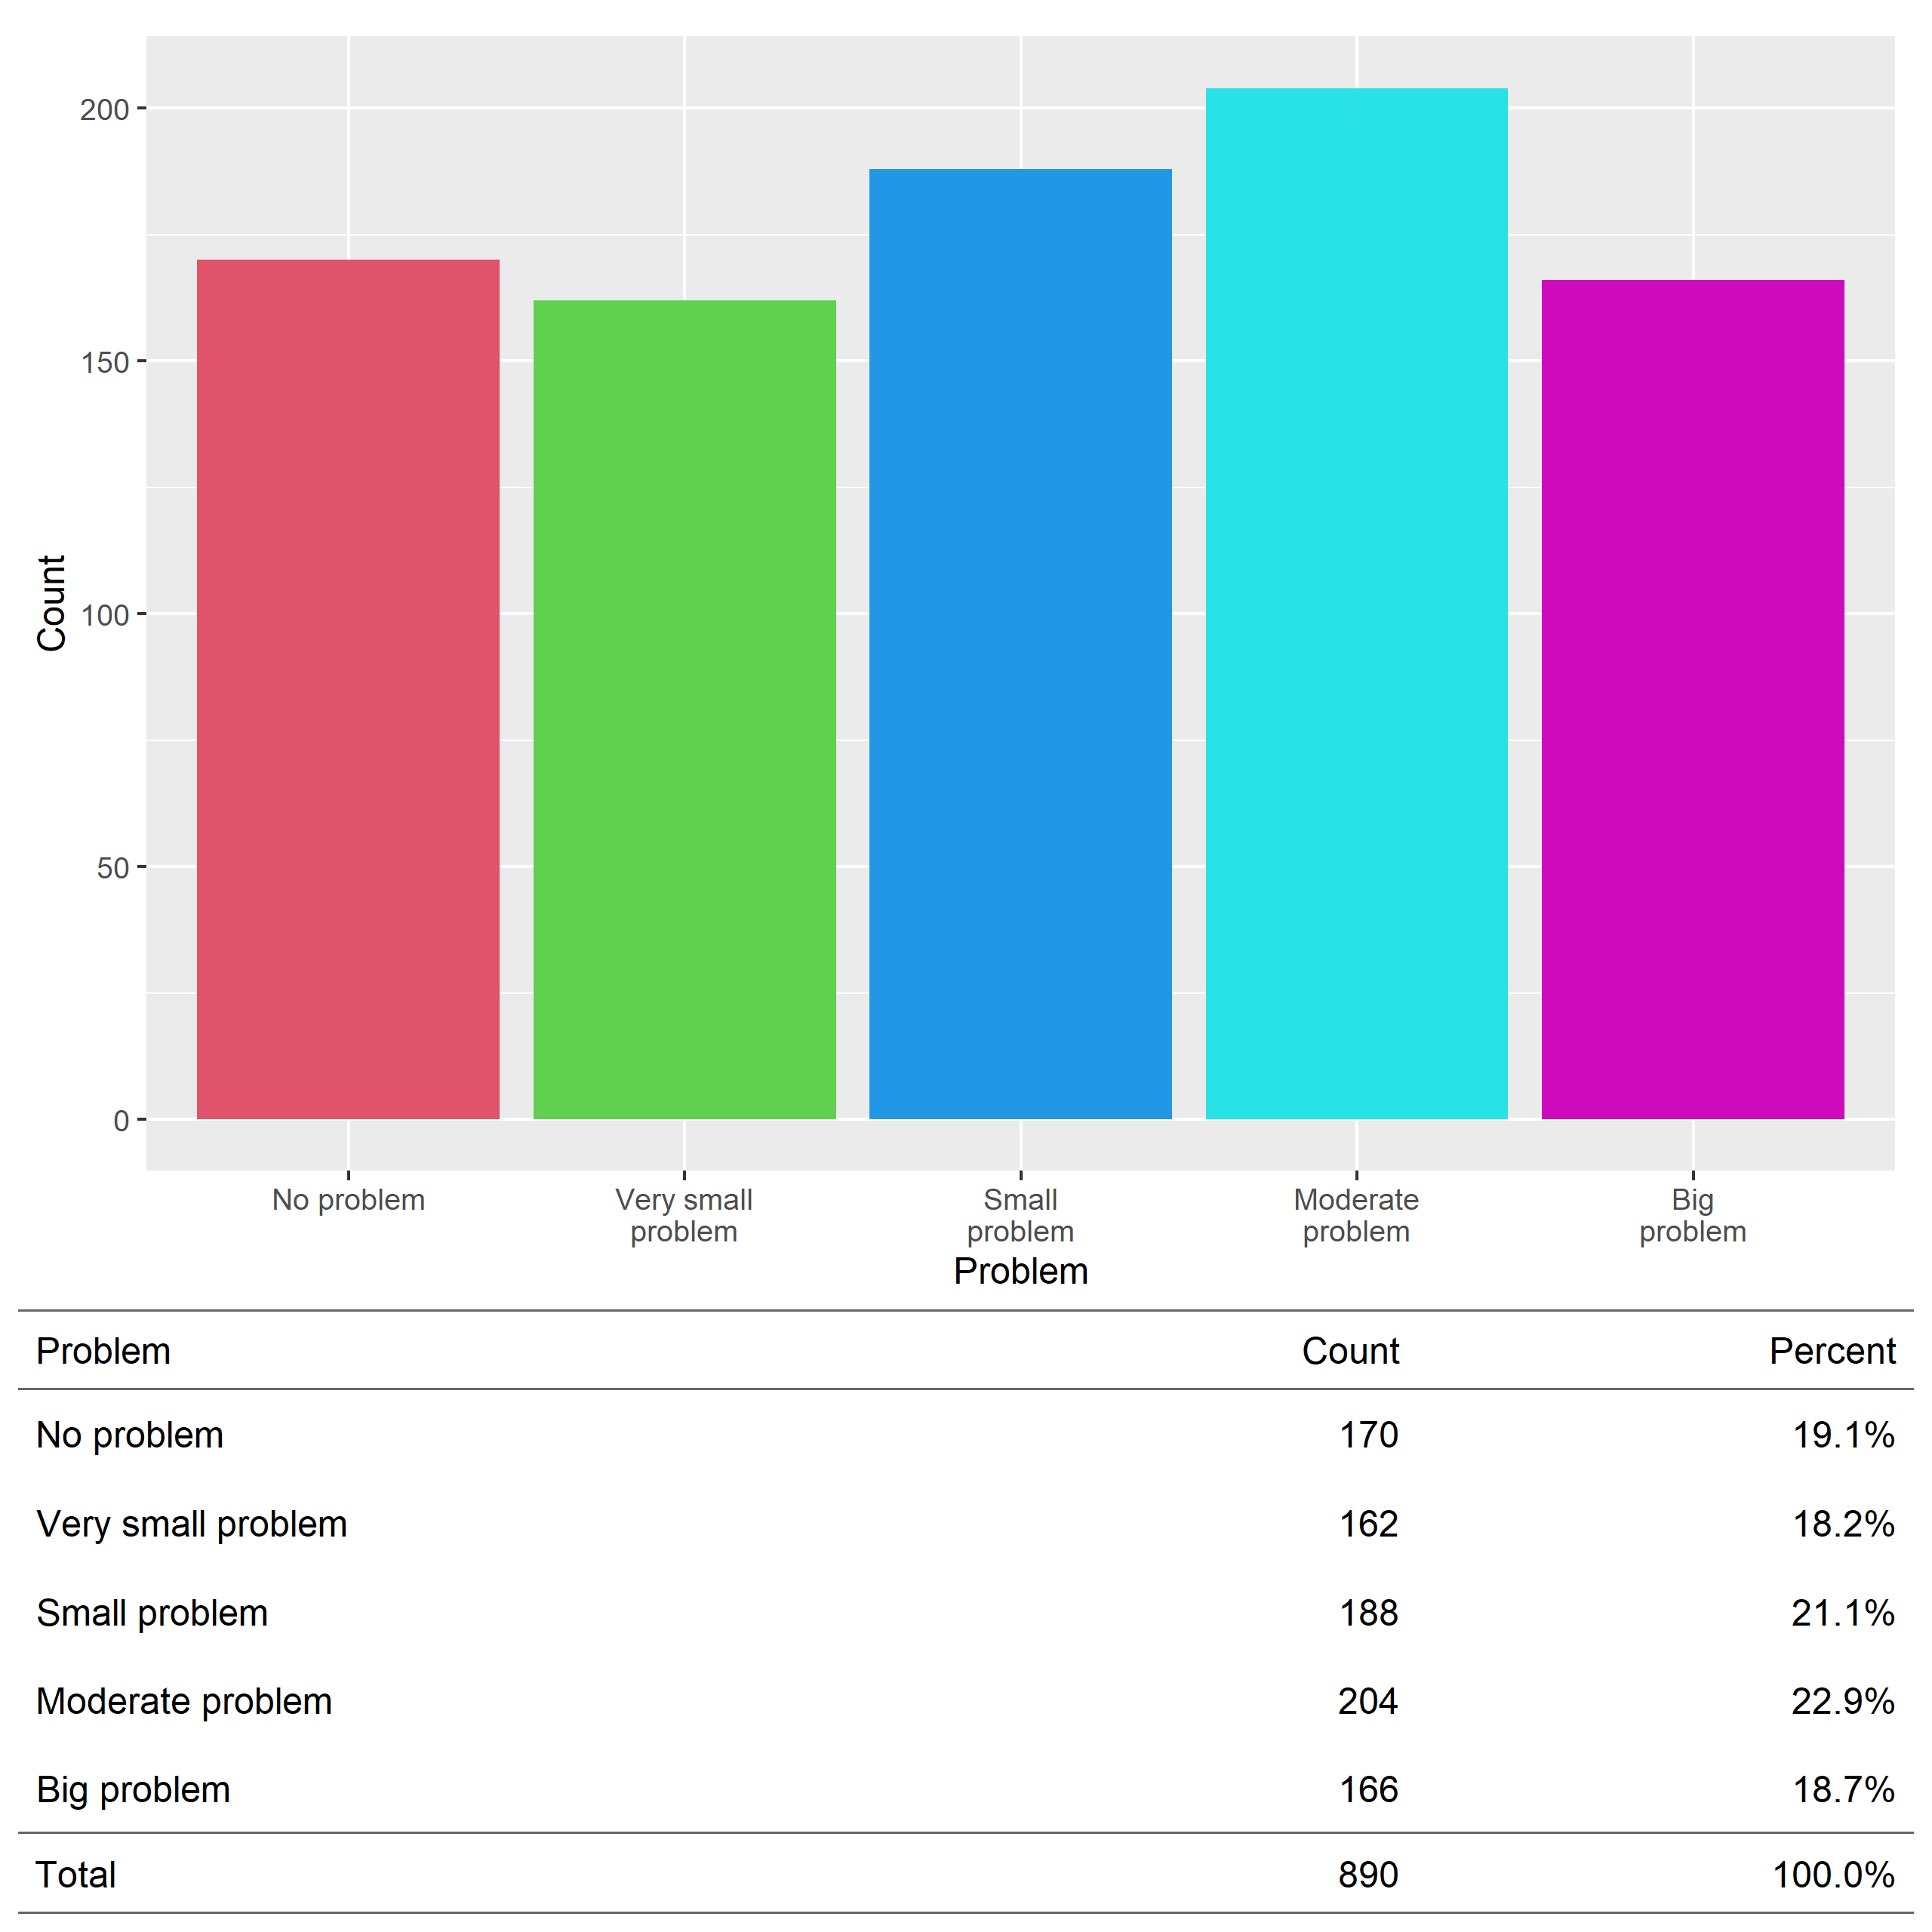 200
150
100
50
0
Count
No problem
Very small
problem
Small
problem
Moderate
problem
Big
problem
Problem
Problem Count Percent
No problem 170 19.1%
Very small problem 162 18.2%
Small problem 188 21.1%
Moderate problem 204 22.9%
Big problem 166 18.7%
Total 890 100.0%